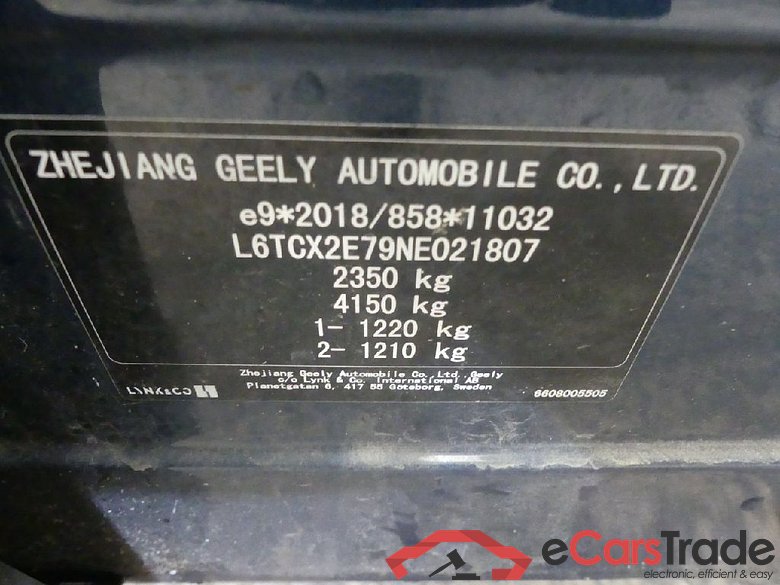 ZHEJIANG GEELY AUTOMOBILE CO.,LTD.
e9*2018/858*11032
L6TCX2E79NE021807
2350 kg
4150 kg
1- 1220 kg
2- 1210 kg
LYNK&CO
Zhejiang Geely Automobile Co.,Ltd. Geely
c/o Lynk & Co. International AB
Planetgatan 6, 417 55 Göteborg, Sweden
6608005505
eCarsTrade
electronic, efficient & easy